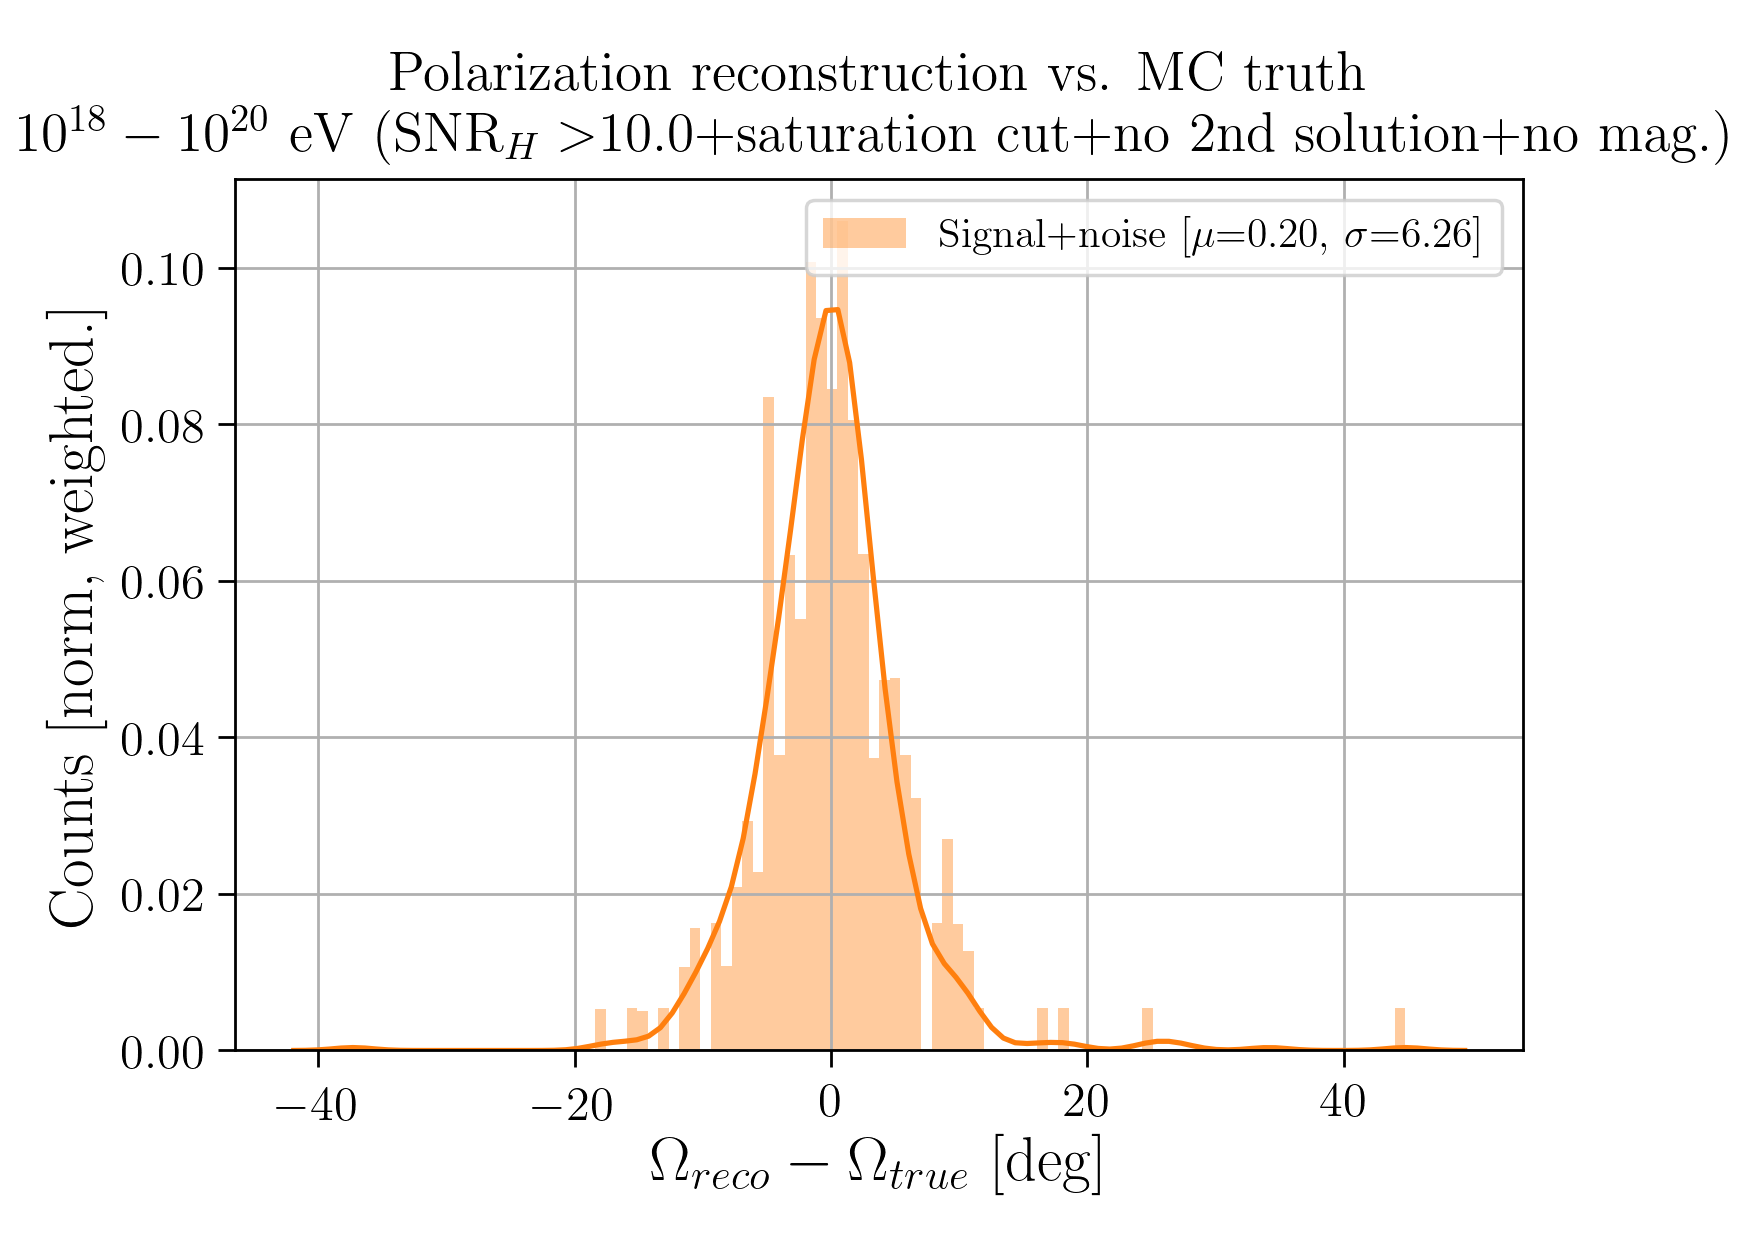 Polarization reconstruction vs. MC truth
10^18 − 10^20 eV (SNR_H >10.0+saturation cut+no 2nd solution+no mag.)
Signal+noise [μ=0.20, σ=6.26]
Counts [norm, weighted.]
0.10
0.08
0.06
0.04
0.02
0.00
−40 −20 0 20 40
Ω_reco − Ω_true [deg]